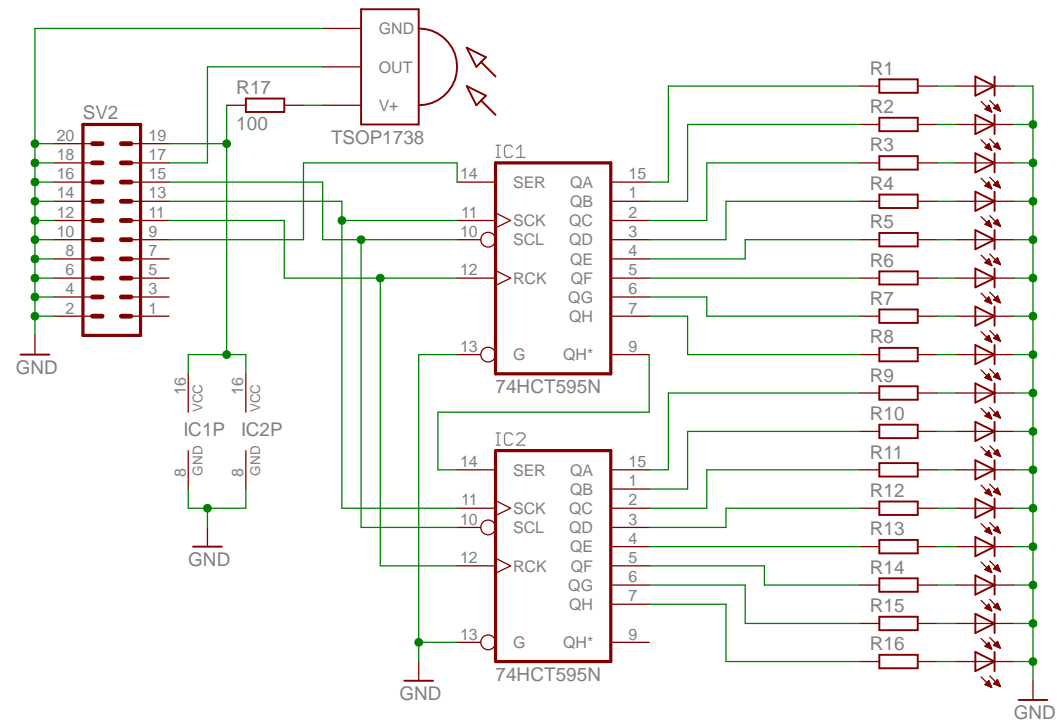 GND
OUT
V+
TSOP1738
R17
100
SV2
20 19
18 17
16 15
14 13
12 11
10 9
8 7
6 5
4 3
2 1
GND
16 VCC
IC1P
8 GND
16 VCC
IC2P
8 GND
GND
IC1
14 SER QA 15
QB 1
11 SCK QC 2
10 SCL QD 3
QE 4
12 RCK QF 5
QG 6
QH 7
13 G QH* 9
74HCT595N
IC2
14 SER QA 15
QB 1
11 SCK QC 2
10 SCL QD 3
QE 4
12 RCK QF 5
QG 6
QH 7
13 G QH* 9
74HCT595N
GND
R1
R2
R3
R4
R5
R6
R7
R8
R9
R10
R11
R12
R13
R14
R15
R16
GND